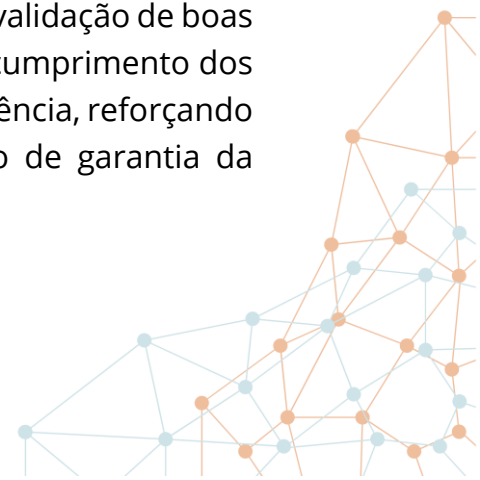 validação de boas
cumprimento dos
ência, reforçando
de garantia da